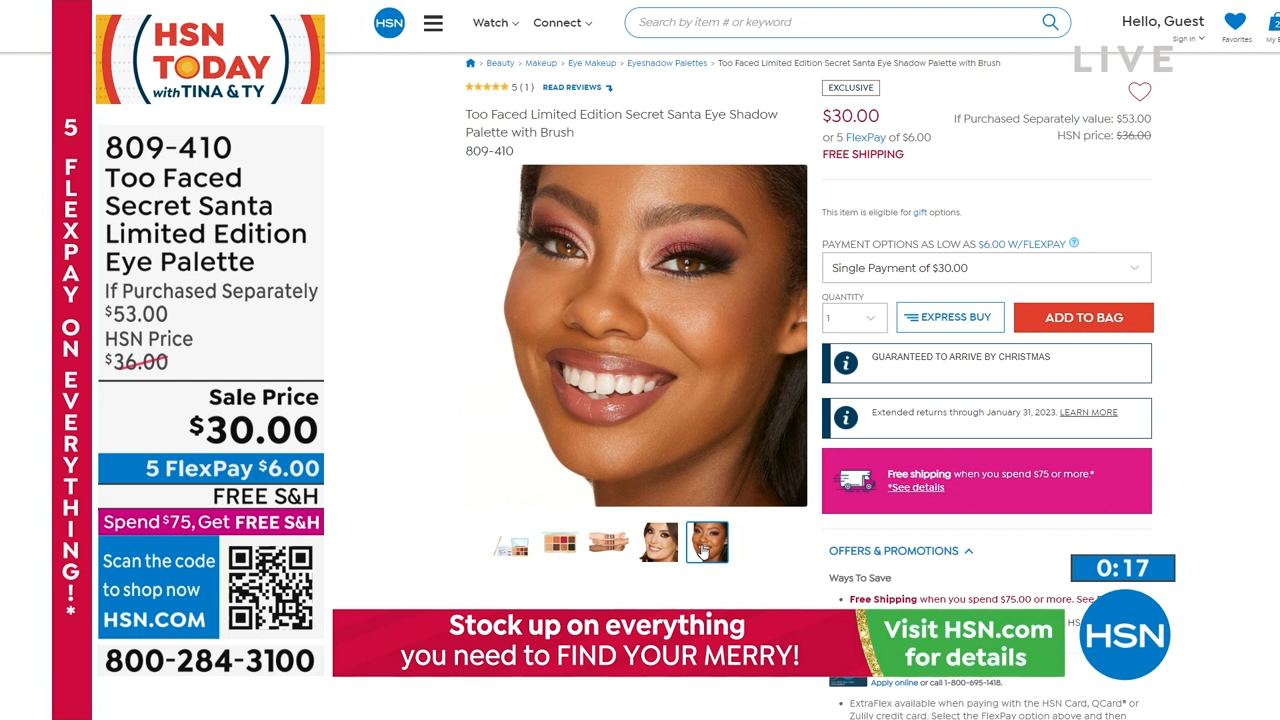 5 FLEXPAY ON EVERYTHING!*
HSN
TODAY
with TINA & TY
809-410
Too Faced
Secret Santa
Limited Edition
Eye Palette
If Purchased Separately
$53.00
HSN Price
$36.00
Sale Price
$30.00
5 FlexPay $6.00
FREE S&H
Spend $75, Get FREE S&H
Scan the code
to shop now
HSN.COM
800-284-3100
HSN
Watch
Connect
Search by item # or keyword
Hello, Guest
Sign In
Favorites
2
My
LIVE
> Beauty > Makeup > Eye Makeup > Eyeshadow Palettes > Too Faced Limited Edition Secret Santa Eye Shadow Palette with Brush
5 (1) READ REVIEWS
Too Faced Limited Edition Secret Santa Eye Shadow
Palette with Brush
809-410
EXCLUSIVE
$30.00
If Purchased Separately value: $53.00
or 5 FlexPay of $6.00
HSN price: $36.00
FREE SHIPPING
This item is eligible for gift options.
PAYMENT OPTIONS AS LOW AS $6.00 W/FLEXPAY ?
Single Payment of $30.00
QUANTITY
1
EXPRESS BUY
ADD TO BAG
i
GUARANTEED TO ARRIVE BY CHRISTMAS
i
Extended returns through January 31, 2023. LEARN MORE
Free shipping when you spend $75 or more.*
*See details
OFFERS & PROMOTIONS
Ways To Save
0:17
• Free Shipping when you spend $75.00 or more. See
HS
Stock up on everything
you need to FIND YOUR MERRY!
Visit HSN.com
for details
HSN
Apply online or call 1-800-695-1418.
• ExtraFlex available when paying with the HSN Card, QCard® or
Zulily credit card. Select the FlexPay option above and then